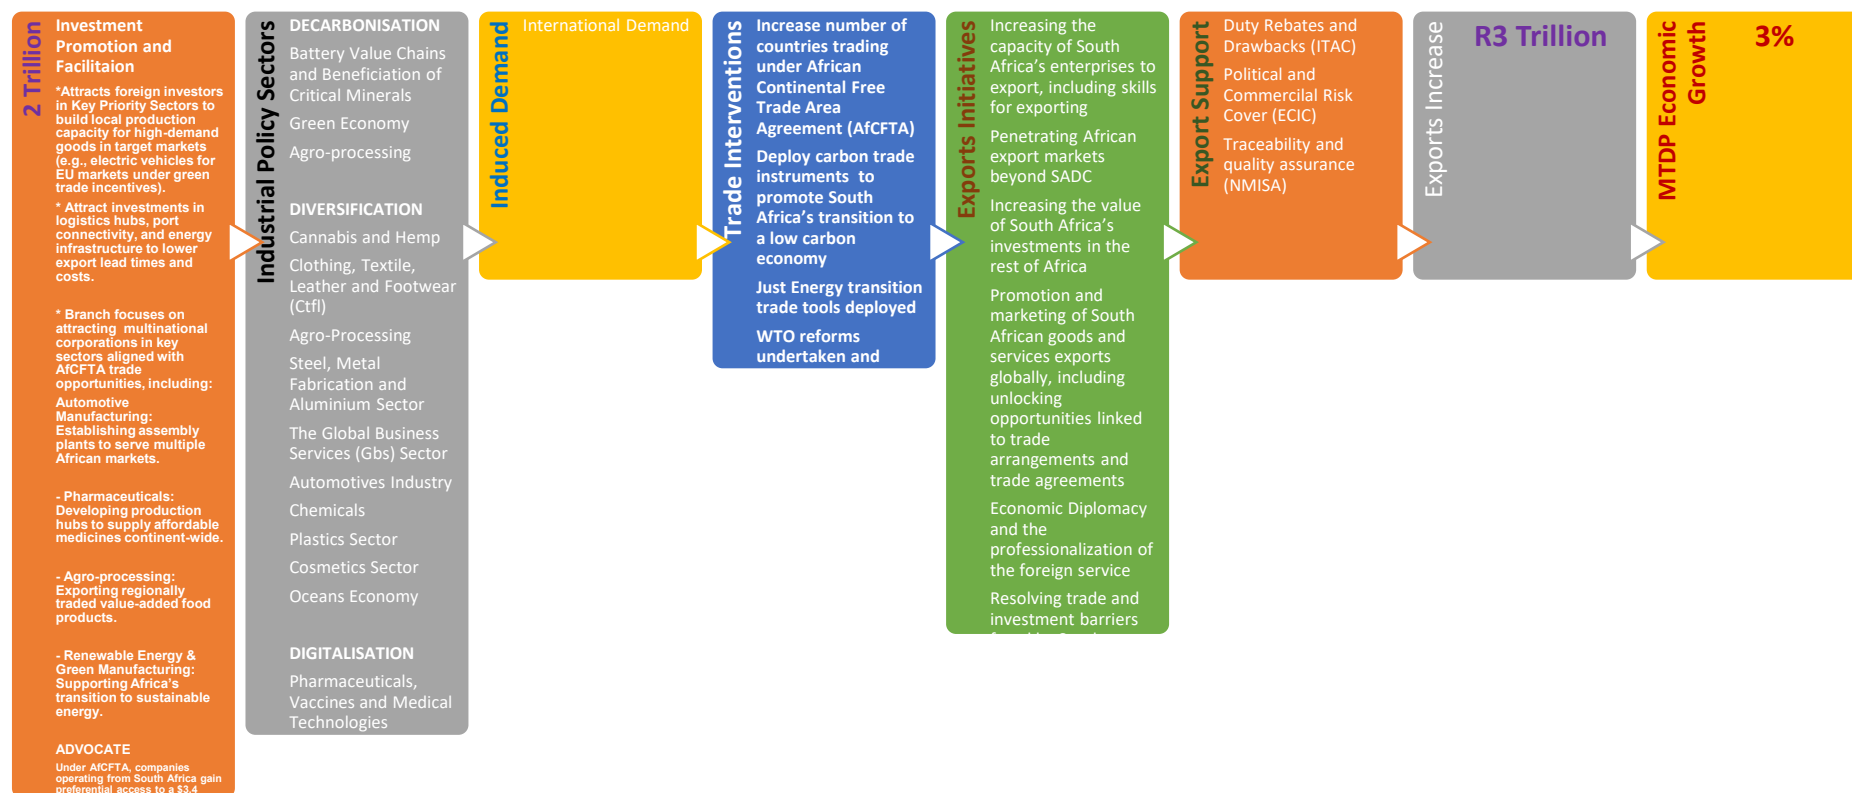 2 Trillion
Investment
Promotion and
Facilitaion
*Attracts foreign investors
in Key Priority Sectors to
build local production
capacity for high-demand
goods in target markets
(e.g., electric vehicles for
EU markets under green
trade incentives).
* Attract investments in
logistics hubs, port
connectivity, and energy
infrastructure to lower
export lead times and
costs.
* Branch focuses on
attracting multinational
corporations in key
sectors aligned with
AfCFTA trade
opportunities, including:
Automotive
Manufacturing:
Establishing assembly
plants to serve multiple
African markets.
- Pharmaceuticals:
Developing production
hubs to supply affordable
medicines continent-wide.
- Agro-processing:
Exporting regionally
traded value-added food
products.
- Renewable Energy &
Green Manufacturing:
Supporting Africa's
transition to sustainable
energy.
ADVOCATE
Under AfCFTA, companies
operating from South Africa gain
preferential access to a $3.4
Industrial Policy Sectors
DECARBONISATION
Battery Value Chains
and Beneficiation of
Critical Minerals
Green Economy
Agro-processing
DIVERSIFICATION
Cannabis and Hemp
Clothing, Textile,
Leather and Footwear
(Ctfl)
Agro-Processing
Steel, Metal
Fabrication and
Aluminium Sector
The Global Business
Services (Gbs) Sector
Automotives Industry
Chemicals
Plastics Sector
Cosmetics Sector
Oceans Economy
DIGITALISATION
Pharmaceuticals,
Vaccines and Medical
Technologies
Induced Demand
International Demand
Trade Interventions
Increase number of
countries trading
under African
Continental Free
Trade Area
Agreement (AfCFTA)
Deploy carbon trade
instruments to
promote South
Africa's transition to
a low carbon
economy
Just Energy transition
trade tools deployed
WTO reforms
undertaken and
Exports Initiatives
Increasing the
capacity of South
Africa's enterprises to
export, including skills
for exporting
Penetrating African
export markets
beyond SADC
Increasing the value
of South Africa's
investments in the
rest of Africa
Promotion and
marketing of South
African goods and
services exports
globally, including
unlocking
opportunities linked
to trade
arrangements and
trade agreements
Economic Diplomacy
and the
professionalization of
the foreign service
Resolving trade and
investment barriers
Export Support
Duty Rebates and
Drawbacks (ITAC)
Political and
Commercilal Risk
Cover (ECIC)
Traceability and
quality assurance
(NMISA)
Exports Increase
R3 Trillion
MTDP Economic
Growth
3%